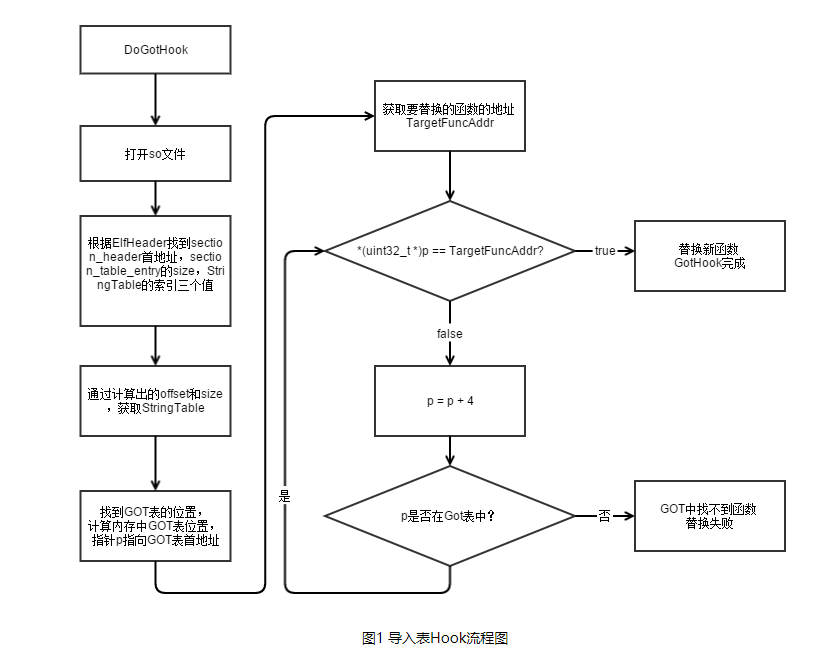 DoGotHook
打开so文件
根据ElfHeader找到sectio
n_header首地址，sectio
n_table_entry的size，Str
ingTable的索引三个值
通过计算出的offset和size
，获取StringTable
找到GOT表的位置，
计算内存中GOT表位置，
指针p指向GOT表首地址
获取要替换的函数的地址
TargetFuncAddr
*(uint32_t *)p == TargetFuncAddr?
true
替换新函数
GotHook完成
false
p = p + 4
是
p是否在Got表中？
否
GOT中找不到函数
替换失败
图1 导入表Hook流程图